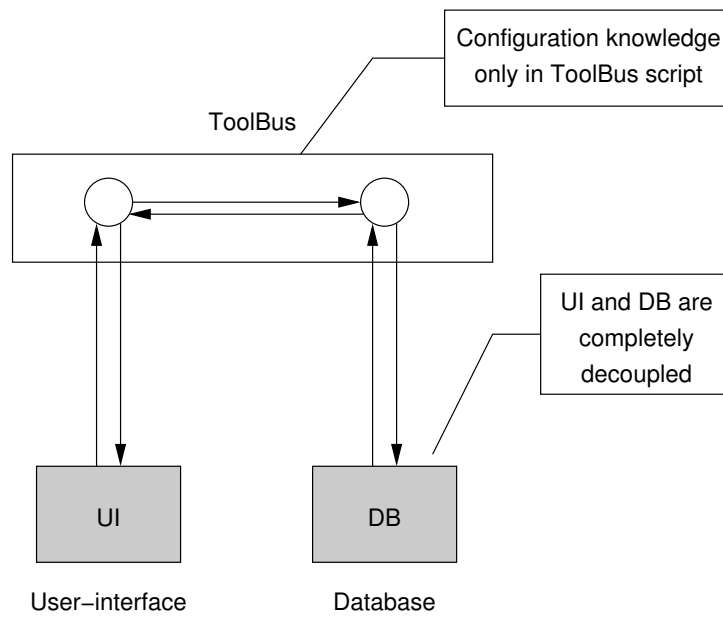 Configuration knowledge
only in ToolBus script
ToolBus
UI and DB are
completely
decoupled
UI
DB
User-interface
Database